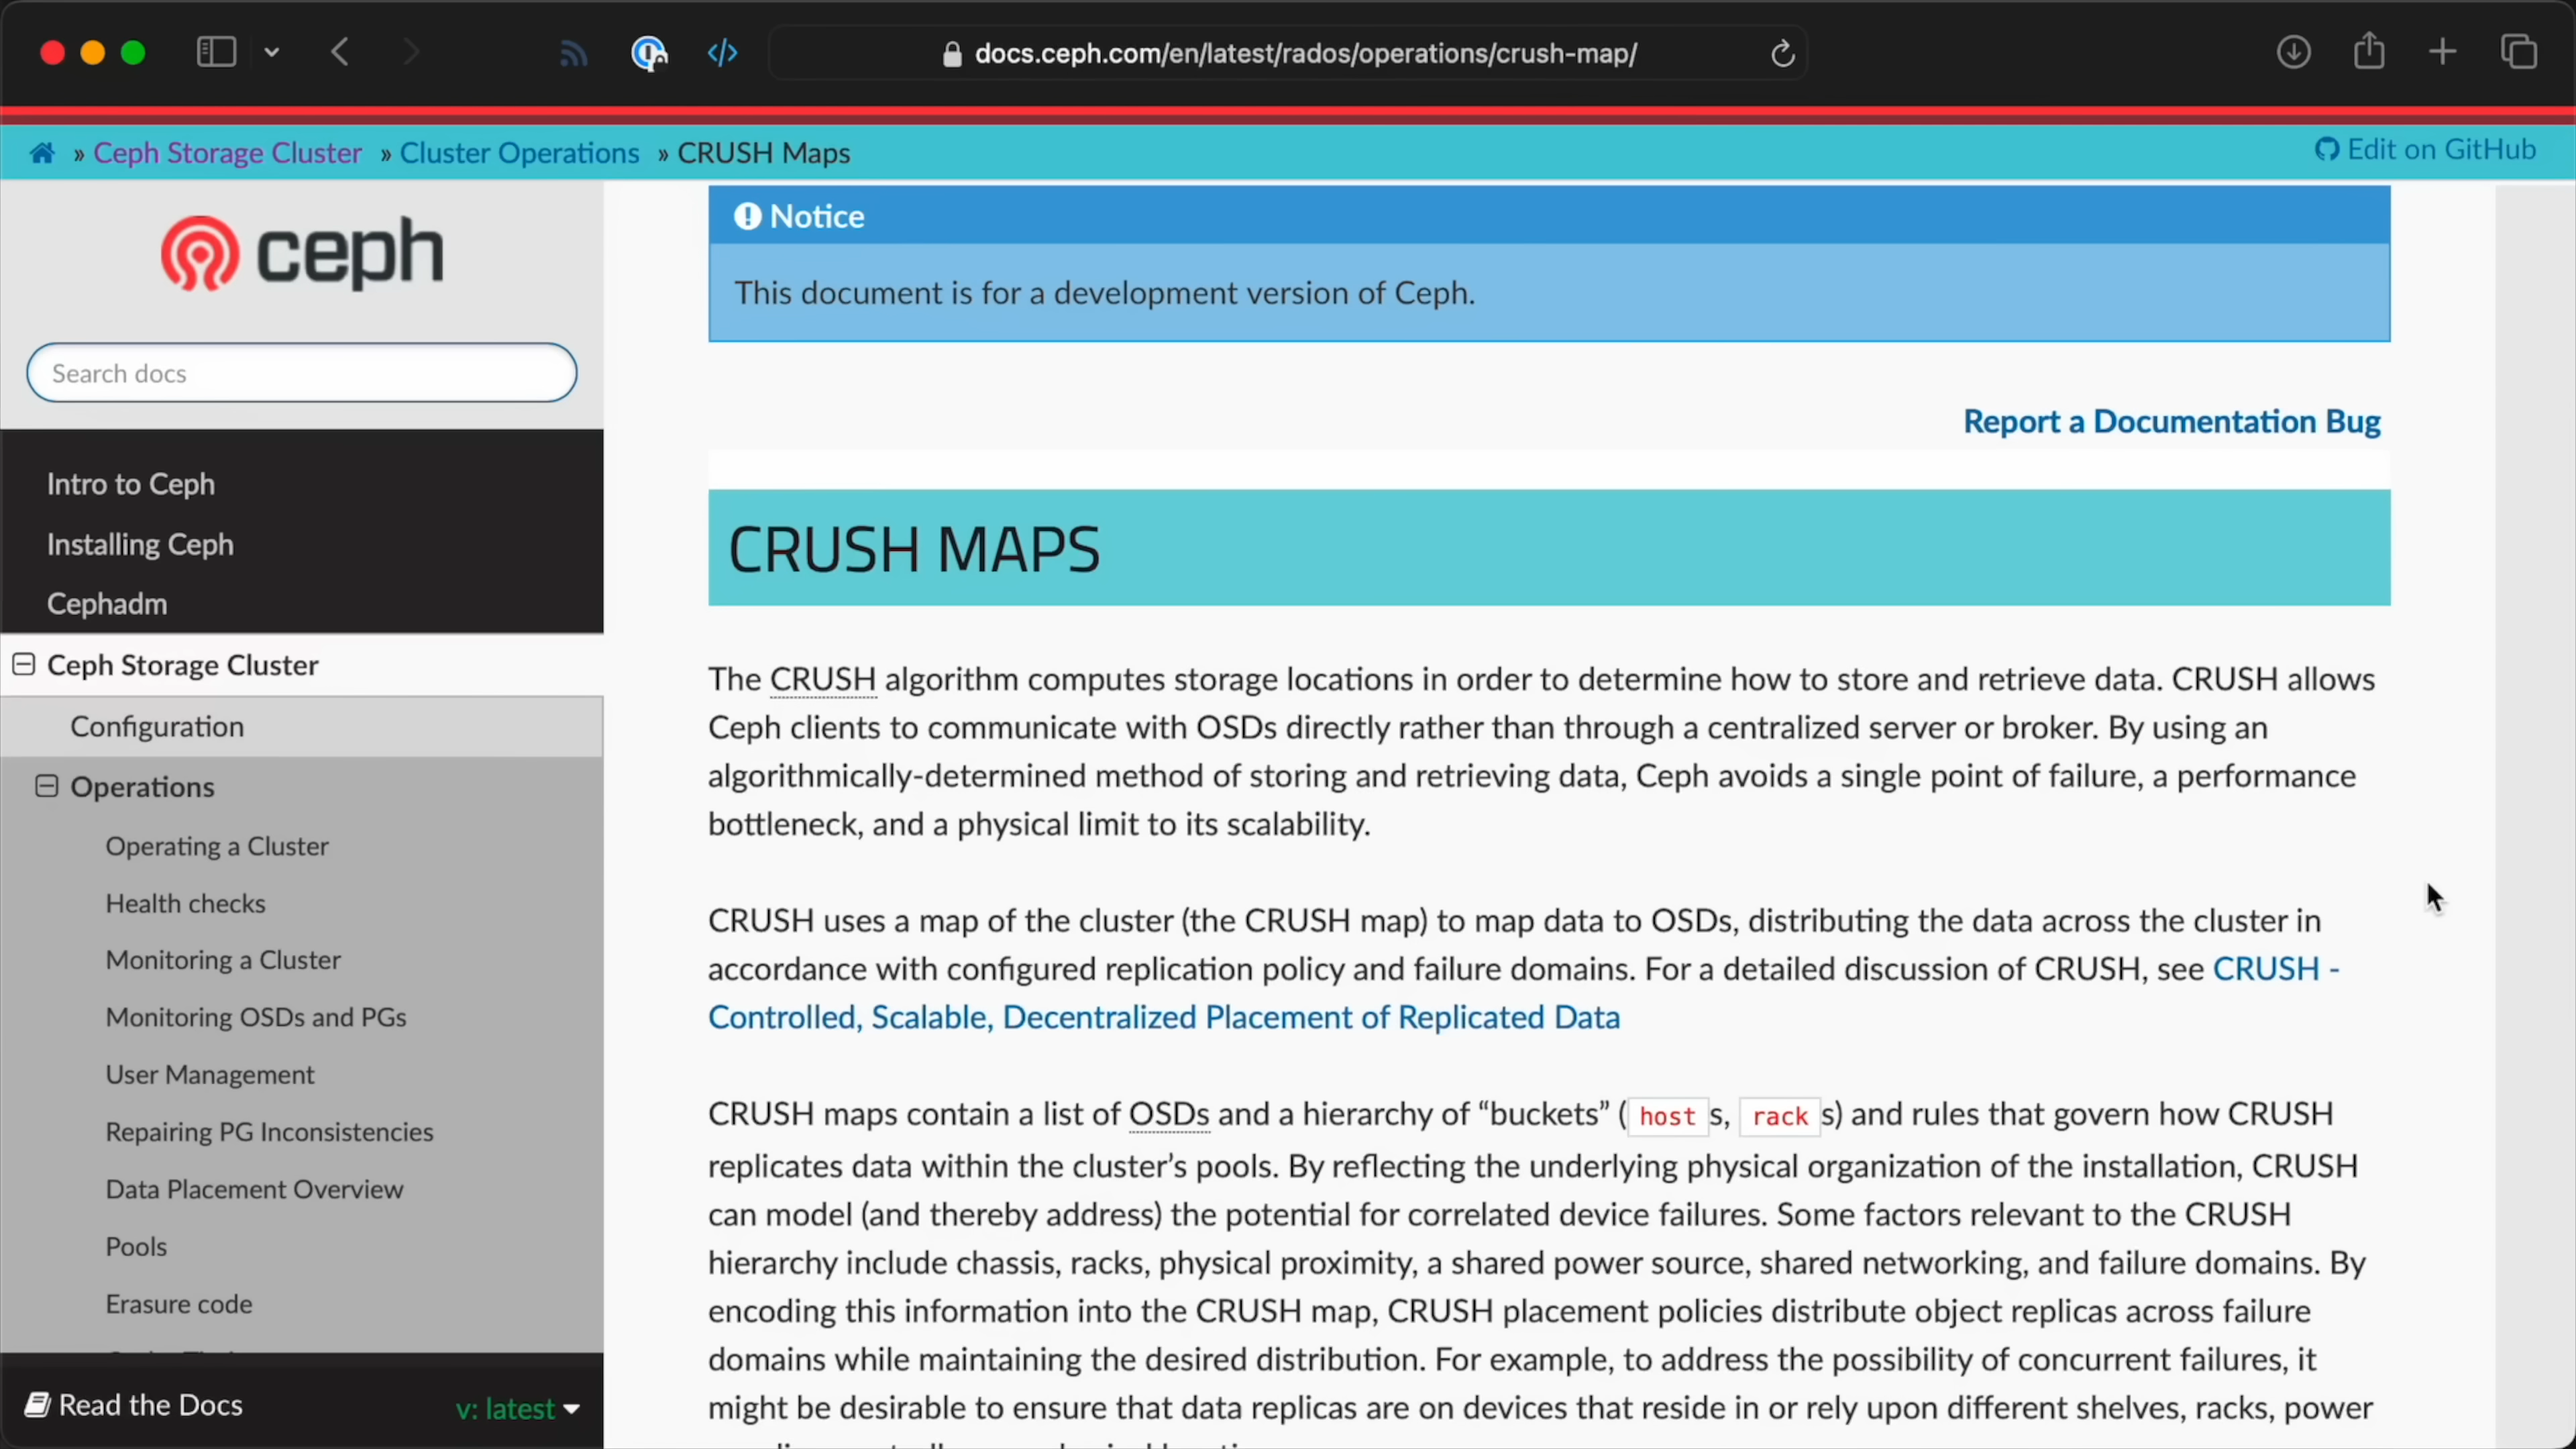 docs.ceph.com/en/latest/rados/operations/crush-map/
» Ceph Storage Cluster » Cluster Operations » CRUSH Maps
Edit on GitHub
ceph
Search docs
Intro to Ceph
Installing Ceph
Cephadm
Ceph Storage Cluster
Configuration
Operations
Operating a Cluster
Health checks
Monitoring a Cluster
Monitoring OSDs and PGs
User Management
Repairing PG Inconsistencies
Data Placement Overview
Pools
Erasure code
Read the Docs
v: latest
Notice
This document is for a development version of Ceph.
Report a Documentation Bug
CRUSH MAPS
The CRUSH algorithm computes storage locations in order to determine how to store and retrieve data. CRUSH allows
Ceph clients to communicate with OSDs directly rather than through a centralized server or broker. By using an
algorithmically-determined method of storing and retrieving data, Ceph avoids a single point of failure, a performance
bottleneck, and a physical limit to its scalability.
CRUSH uses a map of the cluster (the CRUSH map) to map data to OSDs, distributing the data across the cluster in
accordance with configured replication policy and failure domains. For a detailed discussion of CRUSH, see CRUSH -
Controlled, Scalable, Decentralized Placement of Replicated Data
CRUSH maps contain a list of OSDs and a hierarchy of “buckets” ( host s, rack s) and rules that govern how CRUSH
replicates data within the cluster’s pools. By reflecting the underlying physical organization of the installation, CRUSH
can model (and thereby address) the potential for correlated device failures. Some factors relevant to the CRUSH
hierarchy include chassis, racks, physical proximity, a shared power source, shared networking, and failure domains. By
encoding this information into the CRUSH map, CRUSH placement policies distribute object replicas across failure
domains while maintaining the desired distribution. For example, to address the possibility of concurrent failures, it
might be desirable to ensure that data replicas are on devices that reside in or rely upon different shelves, racks, power